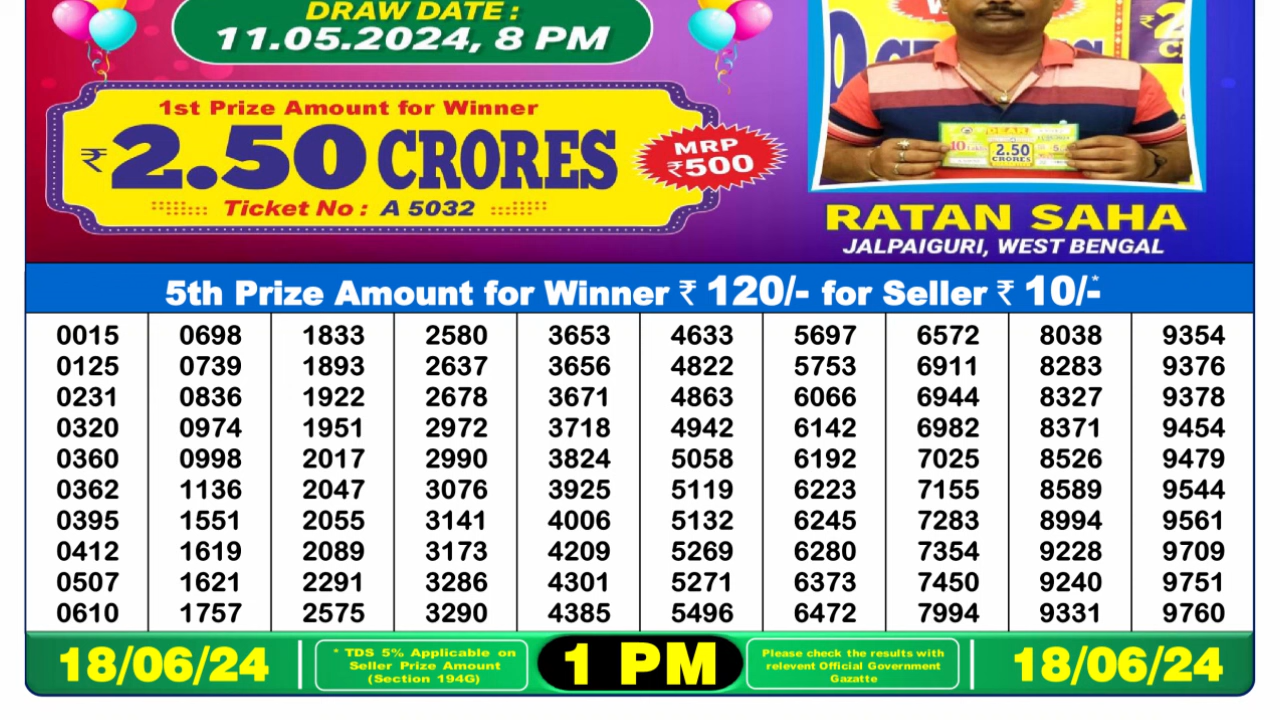 DRAW DATE :
11.05.2024, 8 PM
1st Prize Amount for Winner
₹2.50 CRORES
MRP
₹500
Ticket No : A 5032
DEAR
10
2.50
CRORES
RATAN SAHA
JALPAIGURI, WEST BENGAL
5th Prize Amount for Winner ₹ 120/- for Seller ₹ 10/-*
0015 0698 1833 2580 3653 4633 5697 6572 8038 9354
0125 0739 1893 2637 3656 4822 5753 6911 8283 9376
0231 0836 1922 2678 3671 4863 6066 6944 8327 9378
0320 0974 1951 2972 3718 4942 6142 6982 8371 9454
0360 0998 2017 2990 3824 5058 6192 7025 8526 9479
0362 1136 2047 3076 3925 5119 6223 7155 8589 9544
0395 1551 2055 3141 4006 5132 6245 7283 8994 9561
0412 1619 2089 3173 4209 5269 6280 7354 9228 9709
0507 1621 2291 3286 4301 5271 6373 7450 9240 9751
0610 1757 2575 3290 4385 5496 6472 7994 9331 9760
18/06/24
* TDS 5% Applicable on
Seller Prize Amount
(Section 194G)
1 PM
Please check the results with
relevent Official Government
Gazatte
18/06/24